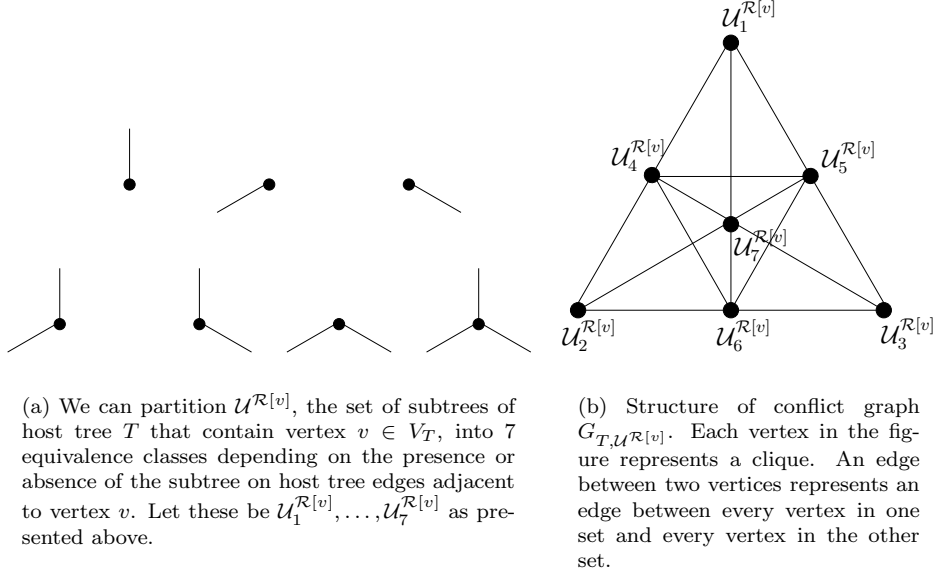 𝒰₁^{ℛ[v]}
𝒰₄^{ℛ[v]}
𝒰₅^{ℛ[v]}
𝒰₇^{ℛ[v]}
𝒰₂^{ℛ[v]}
𝒰₆^{ℛ[v]}
𝒰₃^{ℛ[v]}
(a) We can partition 𝒰^{ℛ[v]}, the set of subtrees of
host tree T that contain vertex v ∈ V_T, into 7
equivalence classes depending on the presence or
absence of the subtree on host tree edges adjacent
to vertex v. Let these be 𝒰₁^{ℛ[v]}, . . . , 𝒰₇^{ℛ[v]} as pre-
sented above.
(b) Structure of conflict graph
G_{T,𝒰^{ℛ[v]}}. Each vertex in the fig-
ure represents a clique. An edge
between two vertices represents an
edge between every vertex in one
set and every vertex in the other
set.